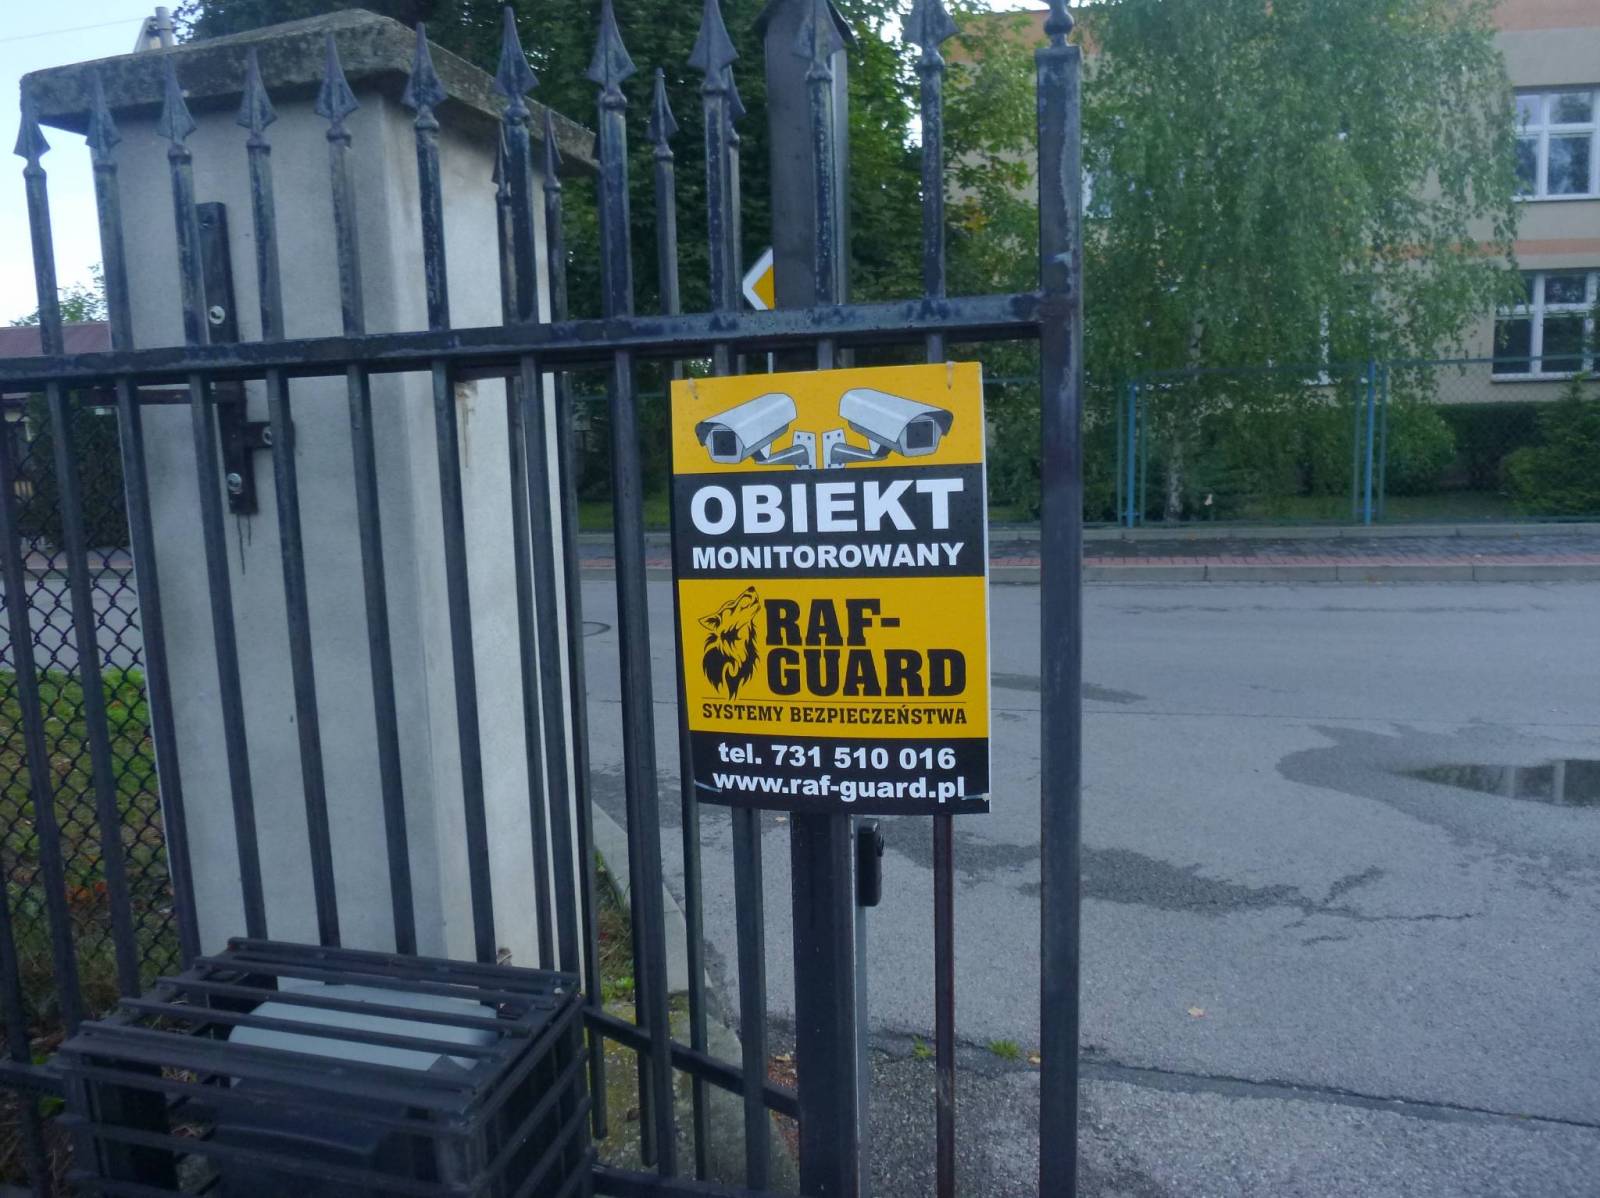 OBIEKT
MONITOROWANY
RAF-
GUARD
SYSTEMY BEZPIECZEŃSTWA
tel. 731 510 016
www.raf-guard.pl